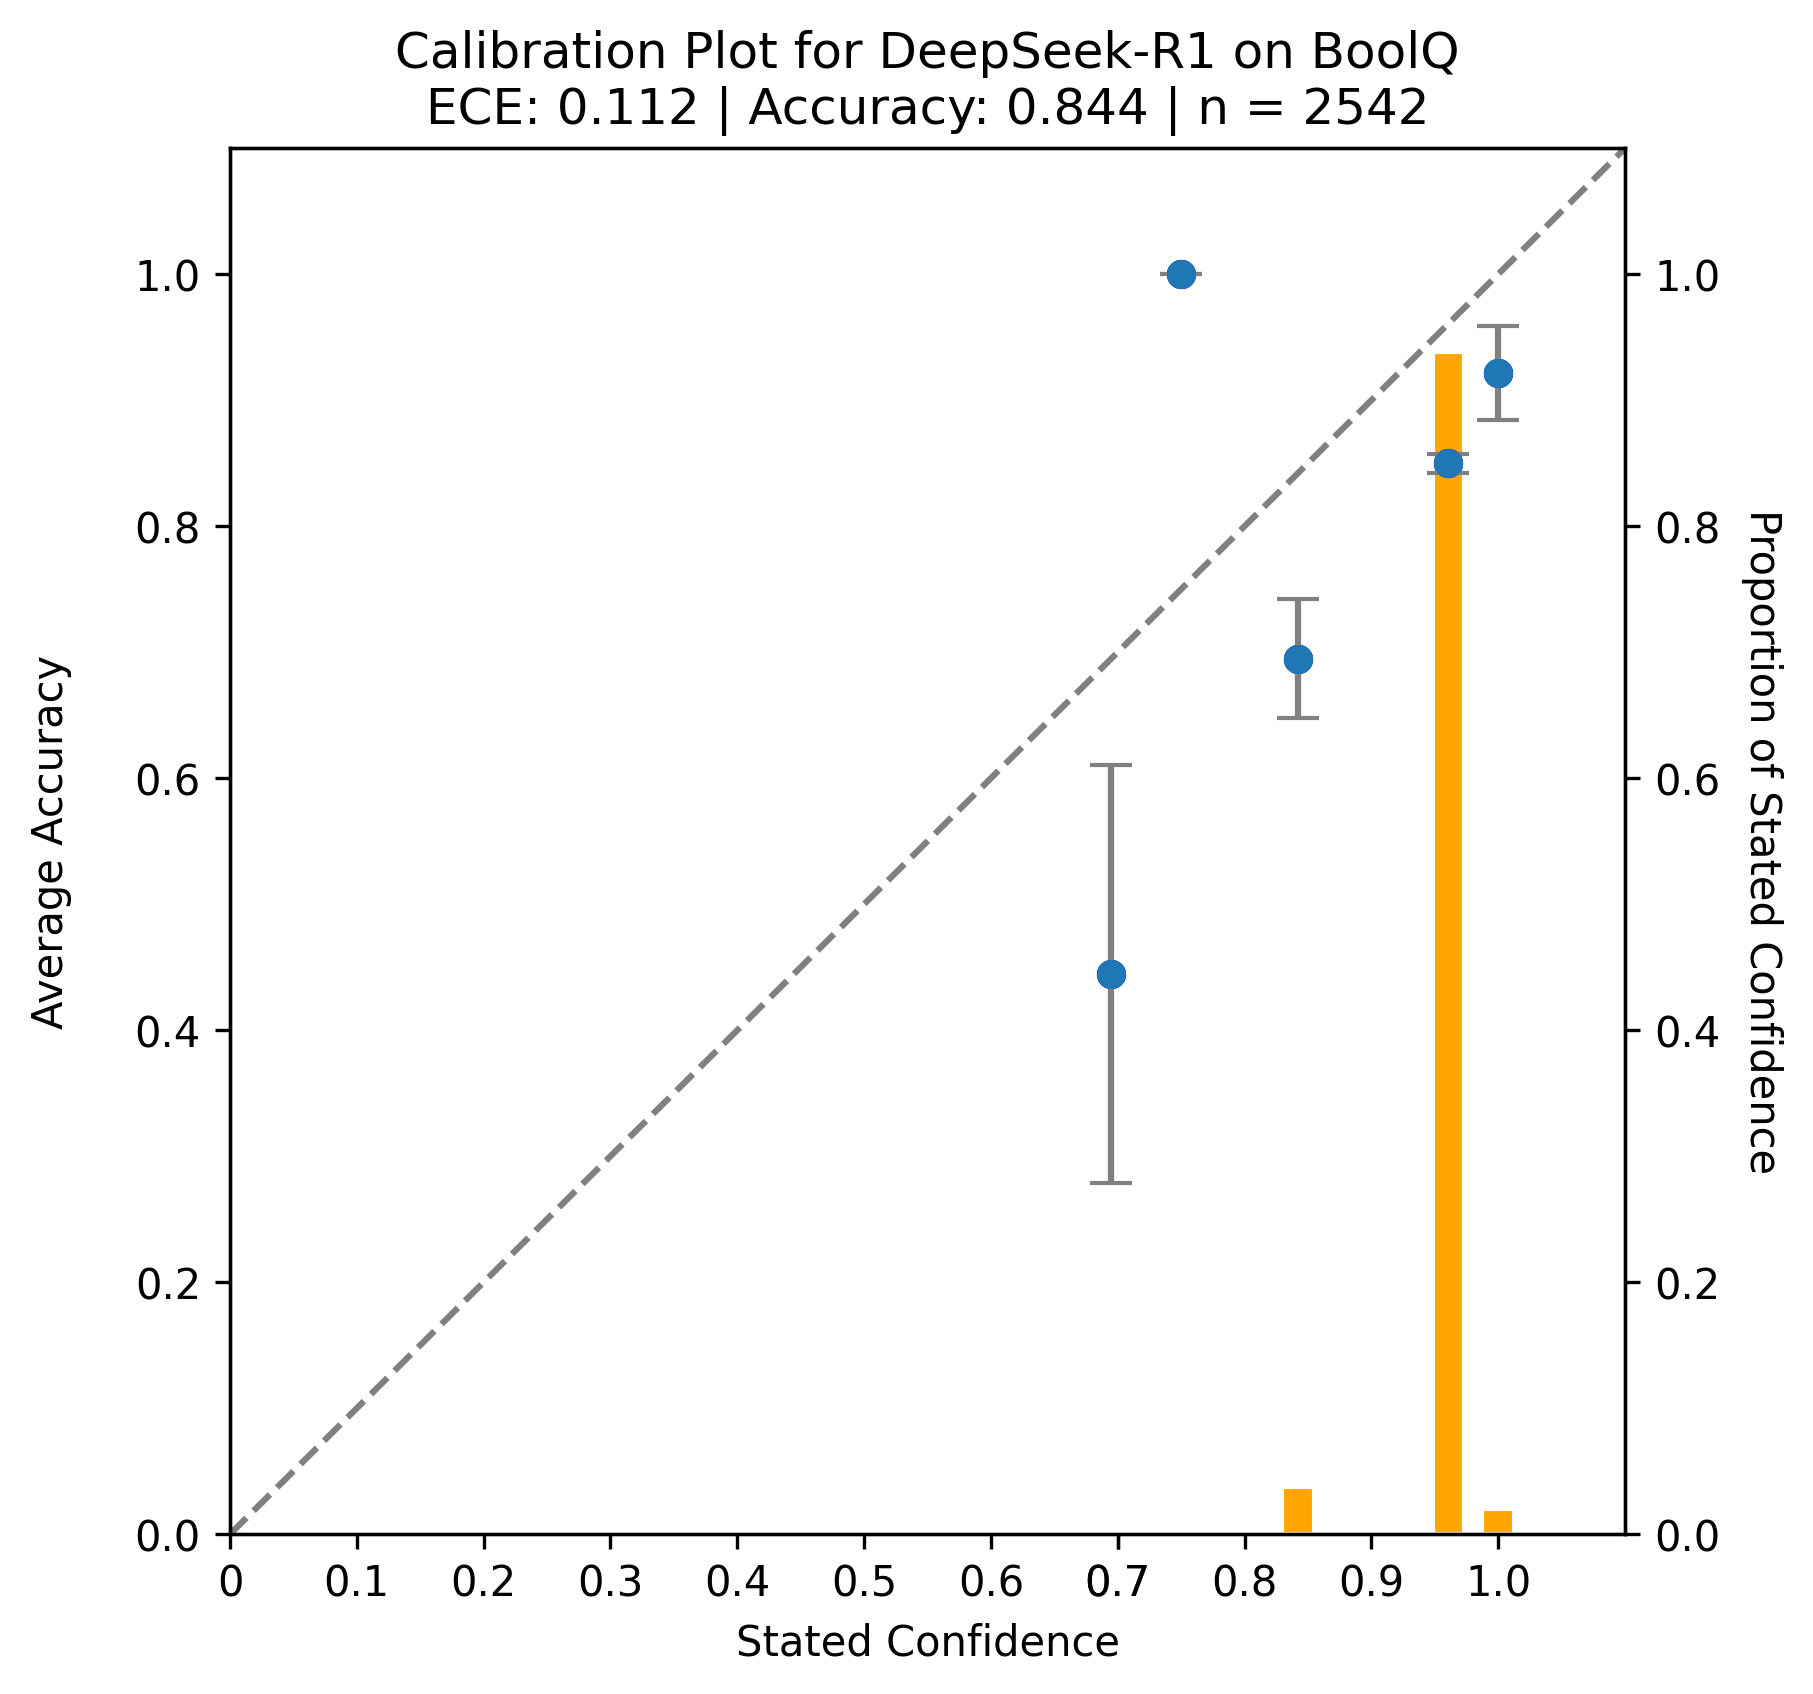 Calibration Plot for DeepSeek-R1 on BoolQ
ECE: 0.112 | Accuracy: 0.844 | n = 2542
Average Accuracy
1.0
0.8
0.6
0.4
0.2
0.0
0 0.1 0.2 0.3 0.4 0.5 0.6 0.7 0.8 0.9 1.0
Stated Confidence
1.0
0.8
0.6
0.4
0.2
0.0
Proportion of Stated Confidence